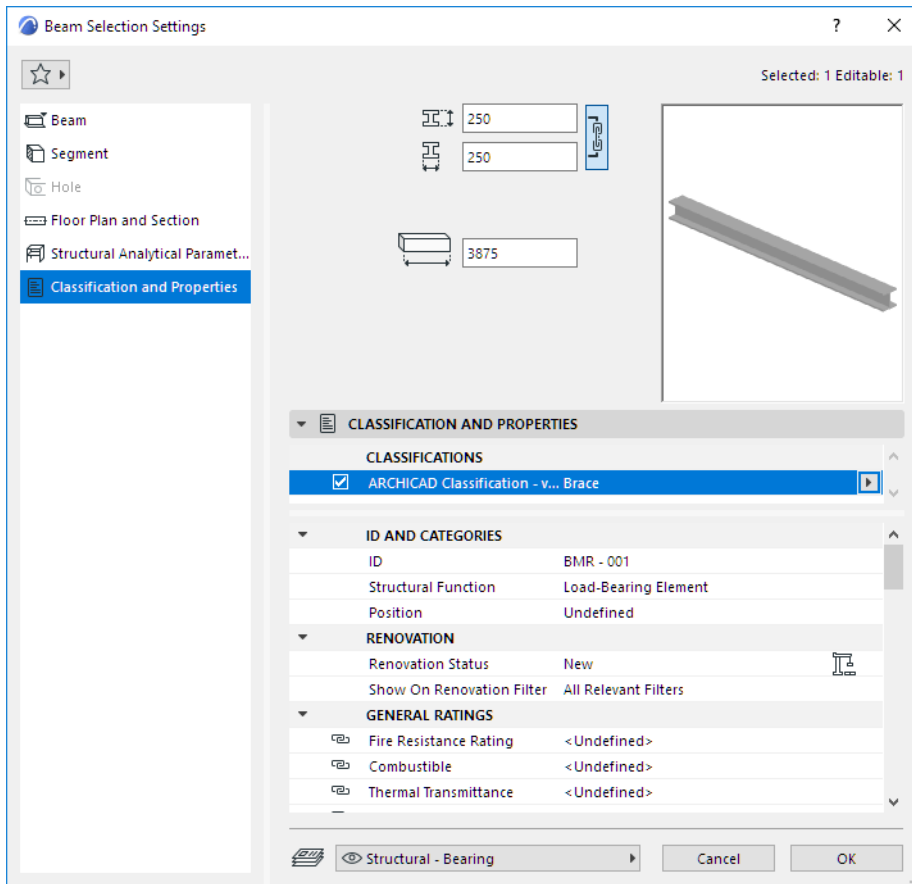 Beam Selection Settings
?
Selected: 1 Editable: 1
Beam
Segment
Hole
Floor Plan and Section
Structural Analytical Paramet...
Classification and Properties
250
250
3875
CLASSIFICATION AND PROPERTIES
CLASSIFICATIONS
ARCHICAD Classification - v... Brace
ID AND CATEGORIES
ID BMR - 001
Structural Function Load-Bearing Element
Position Undefined
RENOVATION
Renovation Status New
Show On Renovation Filter All Relevant Filters
GENERAL RATINGS
Fire Resistance Rating <Undefined>
Combustible <Undefined>
Thermal Transmittance <Undefined>
Structural - Bearing Cancel OK